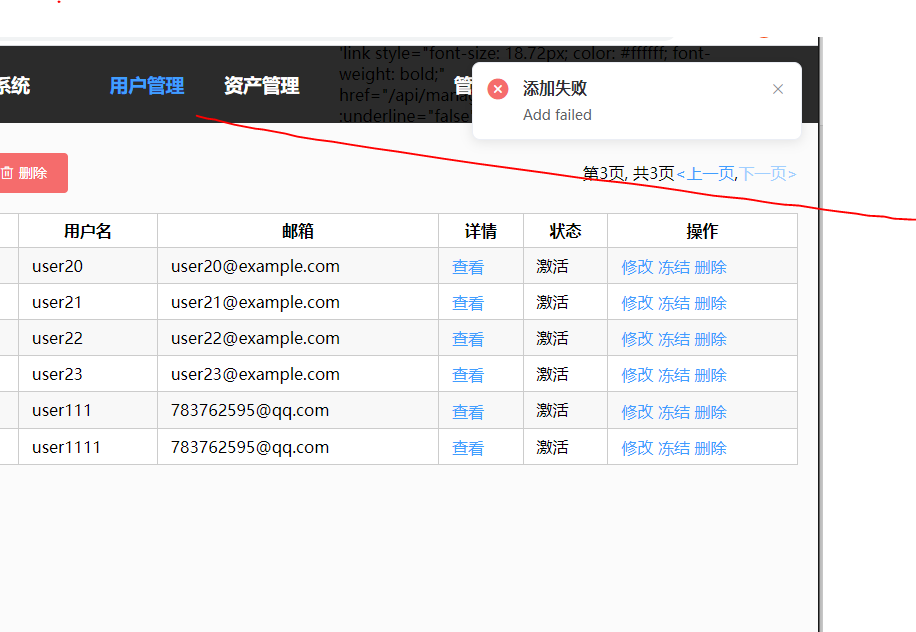 'link style="font-size: 18.72px; color: #ffffff; font-
weight: bold;"
系统 用户管理 资产管理 管
href="/api/mana
:underline="false
添加失败
Add failed
删除
第3页, 共3页<上一页,下一页>
用户名 邮箱 详情 状态 操作
user20 user20@example.com 查看 激活 修改 冻结 删除
user21 user21@example.com 查看 激活 修改 冻结 删除
user22 user22@example.com 查看 激活 修改 冻结 删除
user23 user23@example.com 查看 激活 修改 冻结 删除
user111 783762595@qq.com 查看 激活 修改 冻结 删除
user1111 783762595@qq.com 查看 激活 修改 冻结 删除